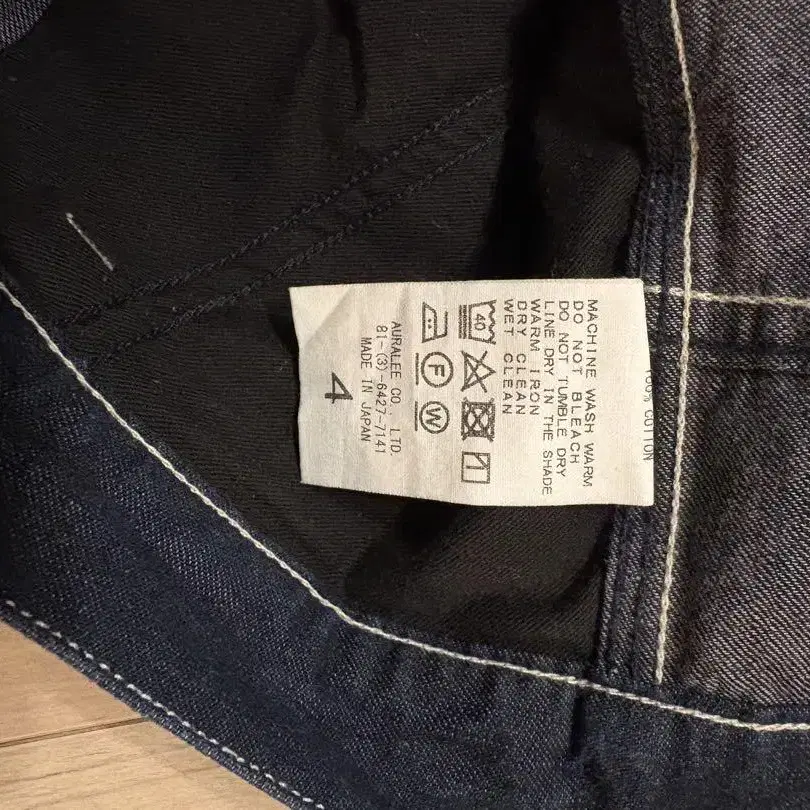 100% COTTON
MACHINE WASH WARM
DO NOT BLEACH
DO NOT TUMBLE DRY
LINE DRY IN THE SHADE
WARM IRON
DRY CLEAN
WET CLEAN
40
F
W
AURALEE CO., LTD.
81-(3)-6427-7141
MADE IN JAPAN
4